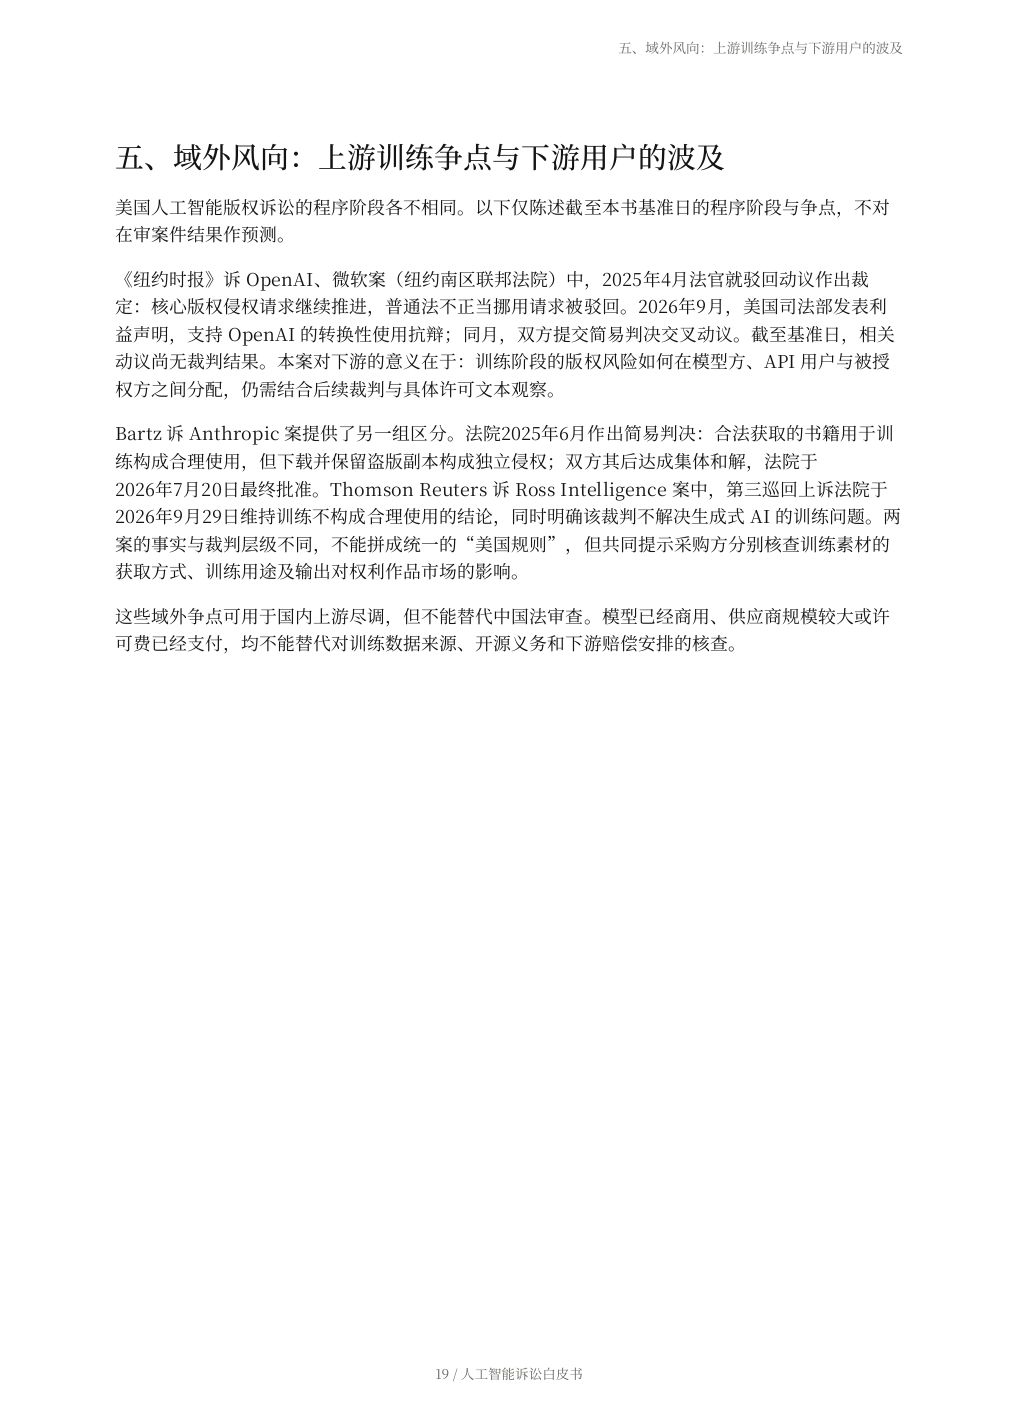 五、域外风向：上游训练争点与下游用户的波及
五、域外风向：上游训练争点与下游用户的波及
美国人工智能版权诉讼的程序阶段各不相同。以下仅陈述截至本书基准日的程序阶段与争点，不对
在审案件结果作预测。
《纽约时报》诉 OpenAI、微软案（纽约南区联邦法院）中，2025年4月法官就驳回动议作出裁
定：核心版权侵权请求继续推进，普通法不正当挪用请求被驳回。2026年9月，美国司法部发表利
益声明，支持 OpenAI 的转换性使用抗辩；同月，双方提交简易判决交叉动议。截至基准日，相关
动议尚无裁判结果。本案对下游的意义在于：训练阶段的版权风险如何在模型方、API 用户与被授
权方之间分配，仍需结合后续裁判与具体许可文本观察。
Bartz 诉 Anthropic 案提供了另一组区分。法院2025年6月作出简易判决：合法获取的书籍用于训
练构成合理使用，但下载并保留盗版副本构成独立侵权；双方其后达成集体和解，法院于
2026年7月20日最终批准。Thomson Reuters 诉 Ross Intelligence 案中，第三巡回上诉法院于
2026年9月29日维持训练不构成合理使用的结论，同时明确该裁判不解决生成式 AI 的训练问题。两
案的事实与裁判层级不同，不能拼成统一的“美国规则”，但共同提示采购方分别核查训练素材的
获取方式、训练用途及输出对权利作品市场的影响。
这些域外争点可用于国内上游尽调，但不能替代中国法审查。模型已经商用、供应商规模较大或许
可费已经支付，均不能替代对训练数据来源、开源义务和下游赔偿安排的核查。
19 / 人工智能诉讼白皮书